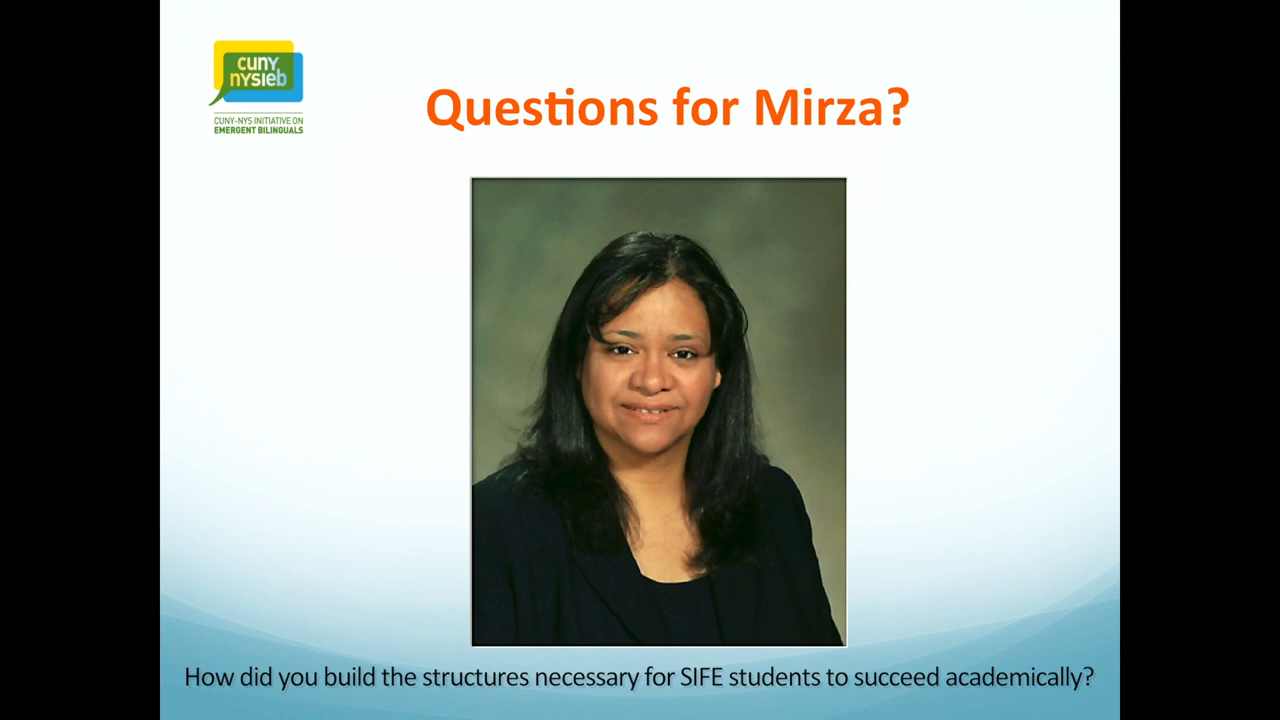 cuny
nysieb
CUNY-NYS INITIATIVE ON
EMERGENT BILINGUALS
Questions for Mirza?
How did you build the structures necessary for SIFE students to succeed academically?